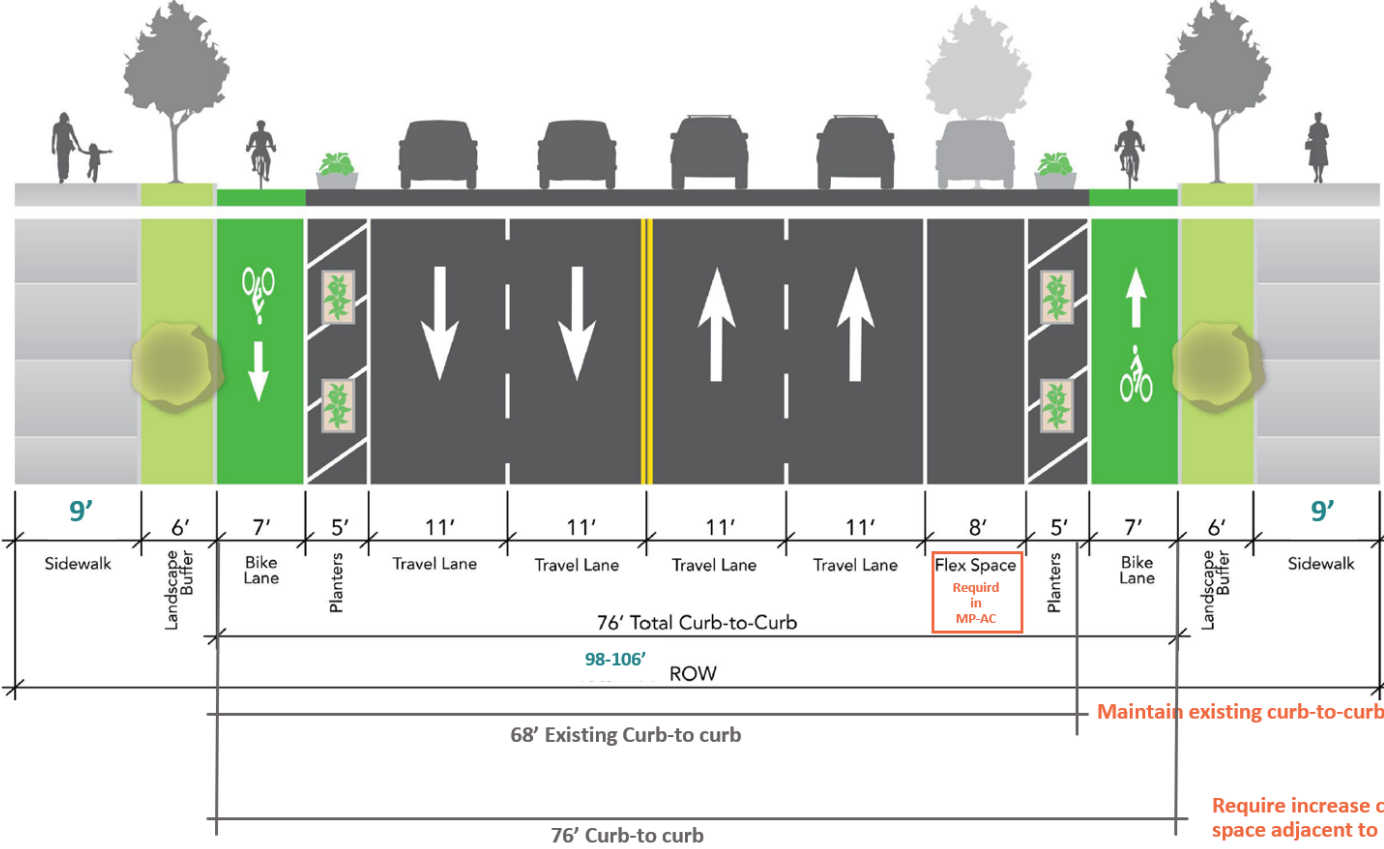 9’ 6’ 7’ 5’ 11’ 11’ 11’ 11’ 8’ 5’ 7’ 6’ 9’
Sidewalk
Landscape
Buffer
Bike
Lane
Planters
Travel Lane
Travel Lane
Travel Lane
Travel Lane
Flex Space
Requird
in
MP-AC
Planters
Bike
Lane
Landscape
Buffer
Sidewalk
76’ Total Curb-to-Curb
98-106’
ROW
Maintain existing curb-to-curb
68’ Existing Curb-to curb
Require increase
space adjacent to
76’ Curb-to curb